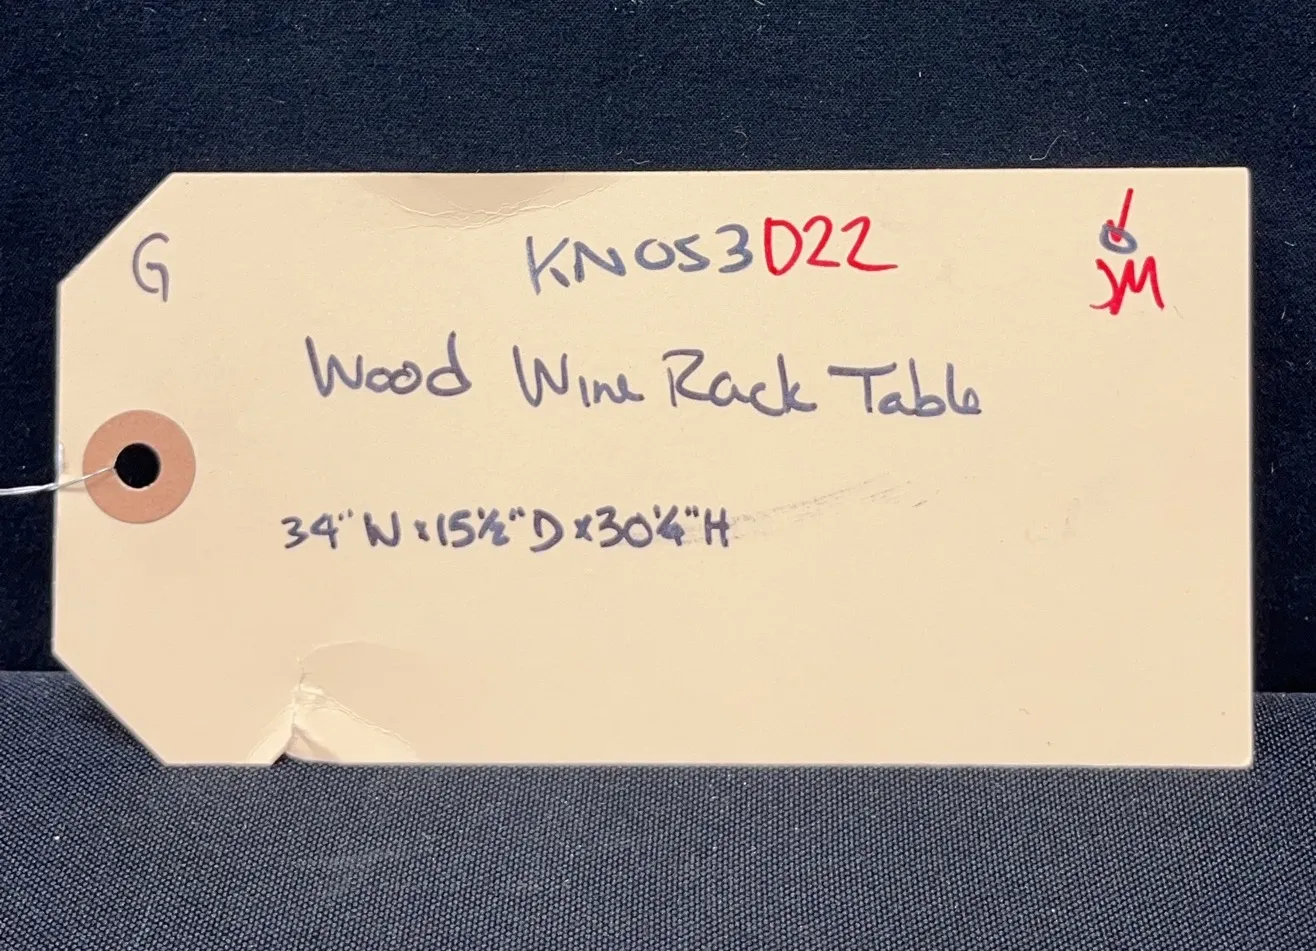 G KN053D22
JM
Wood Wine Rack Table
34" W x 15½" D x 30¼" H